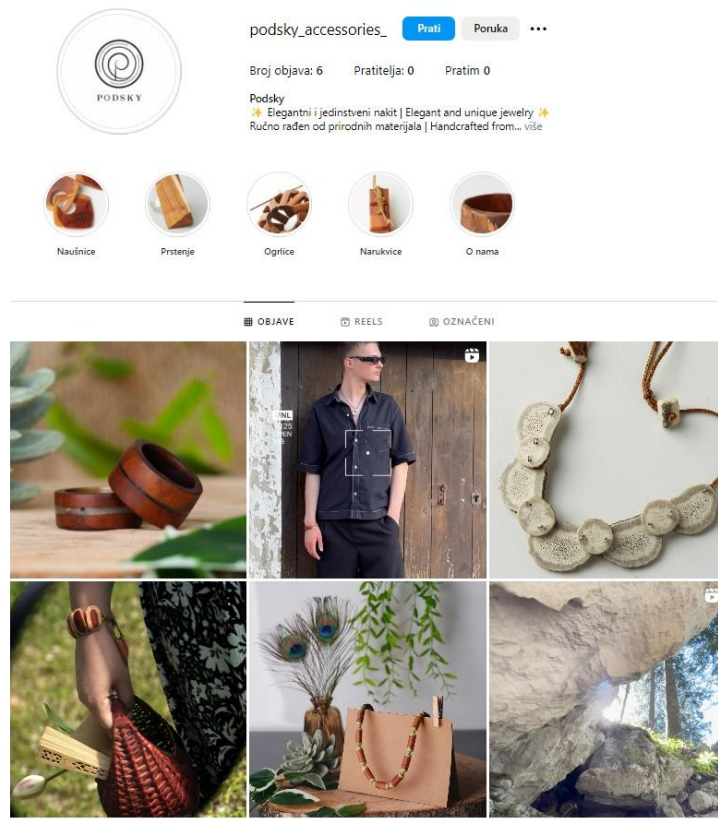 PODSKY
podsky_accessories_ Prati Poruka
Broj objava: 6 Pratitelja: 0 Pratim 0
Podsky
✨ Elegantni i jedinstveni nakit | Elegant and unique jewelry ✨
Ručno rađen od prirodnih materijala | Handcrafted from... više
Naušnice Prstenje Ogrlice Narukvice O nama
OBJAVE REELS OZNAČENI